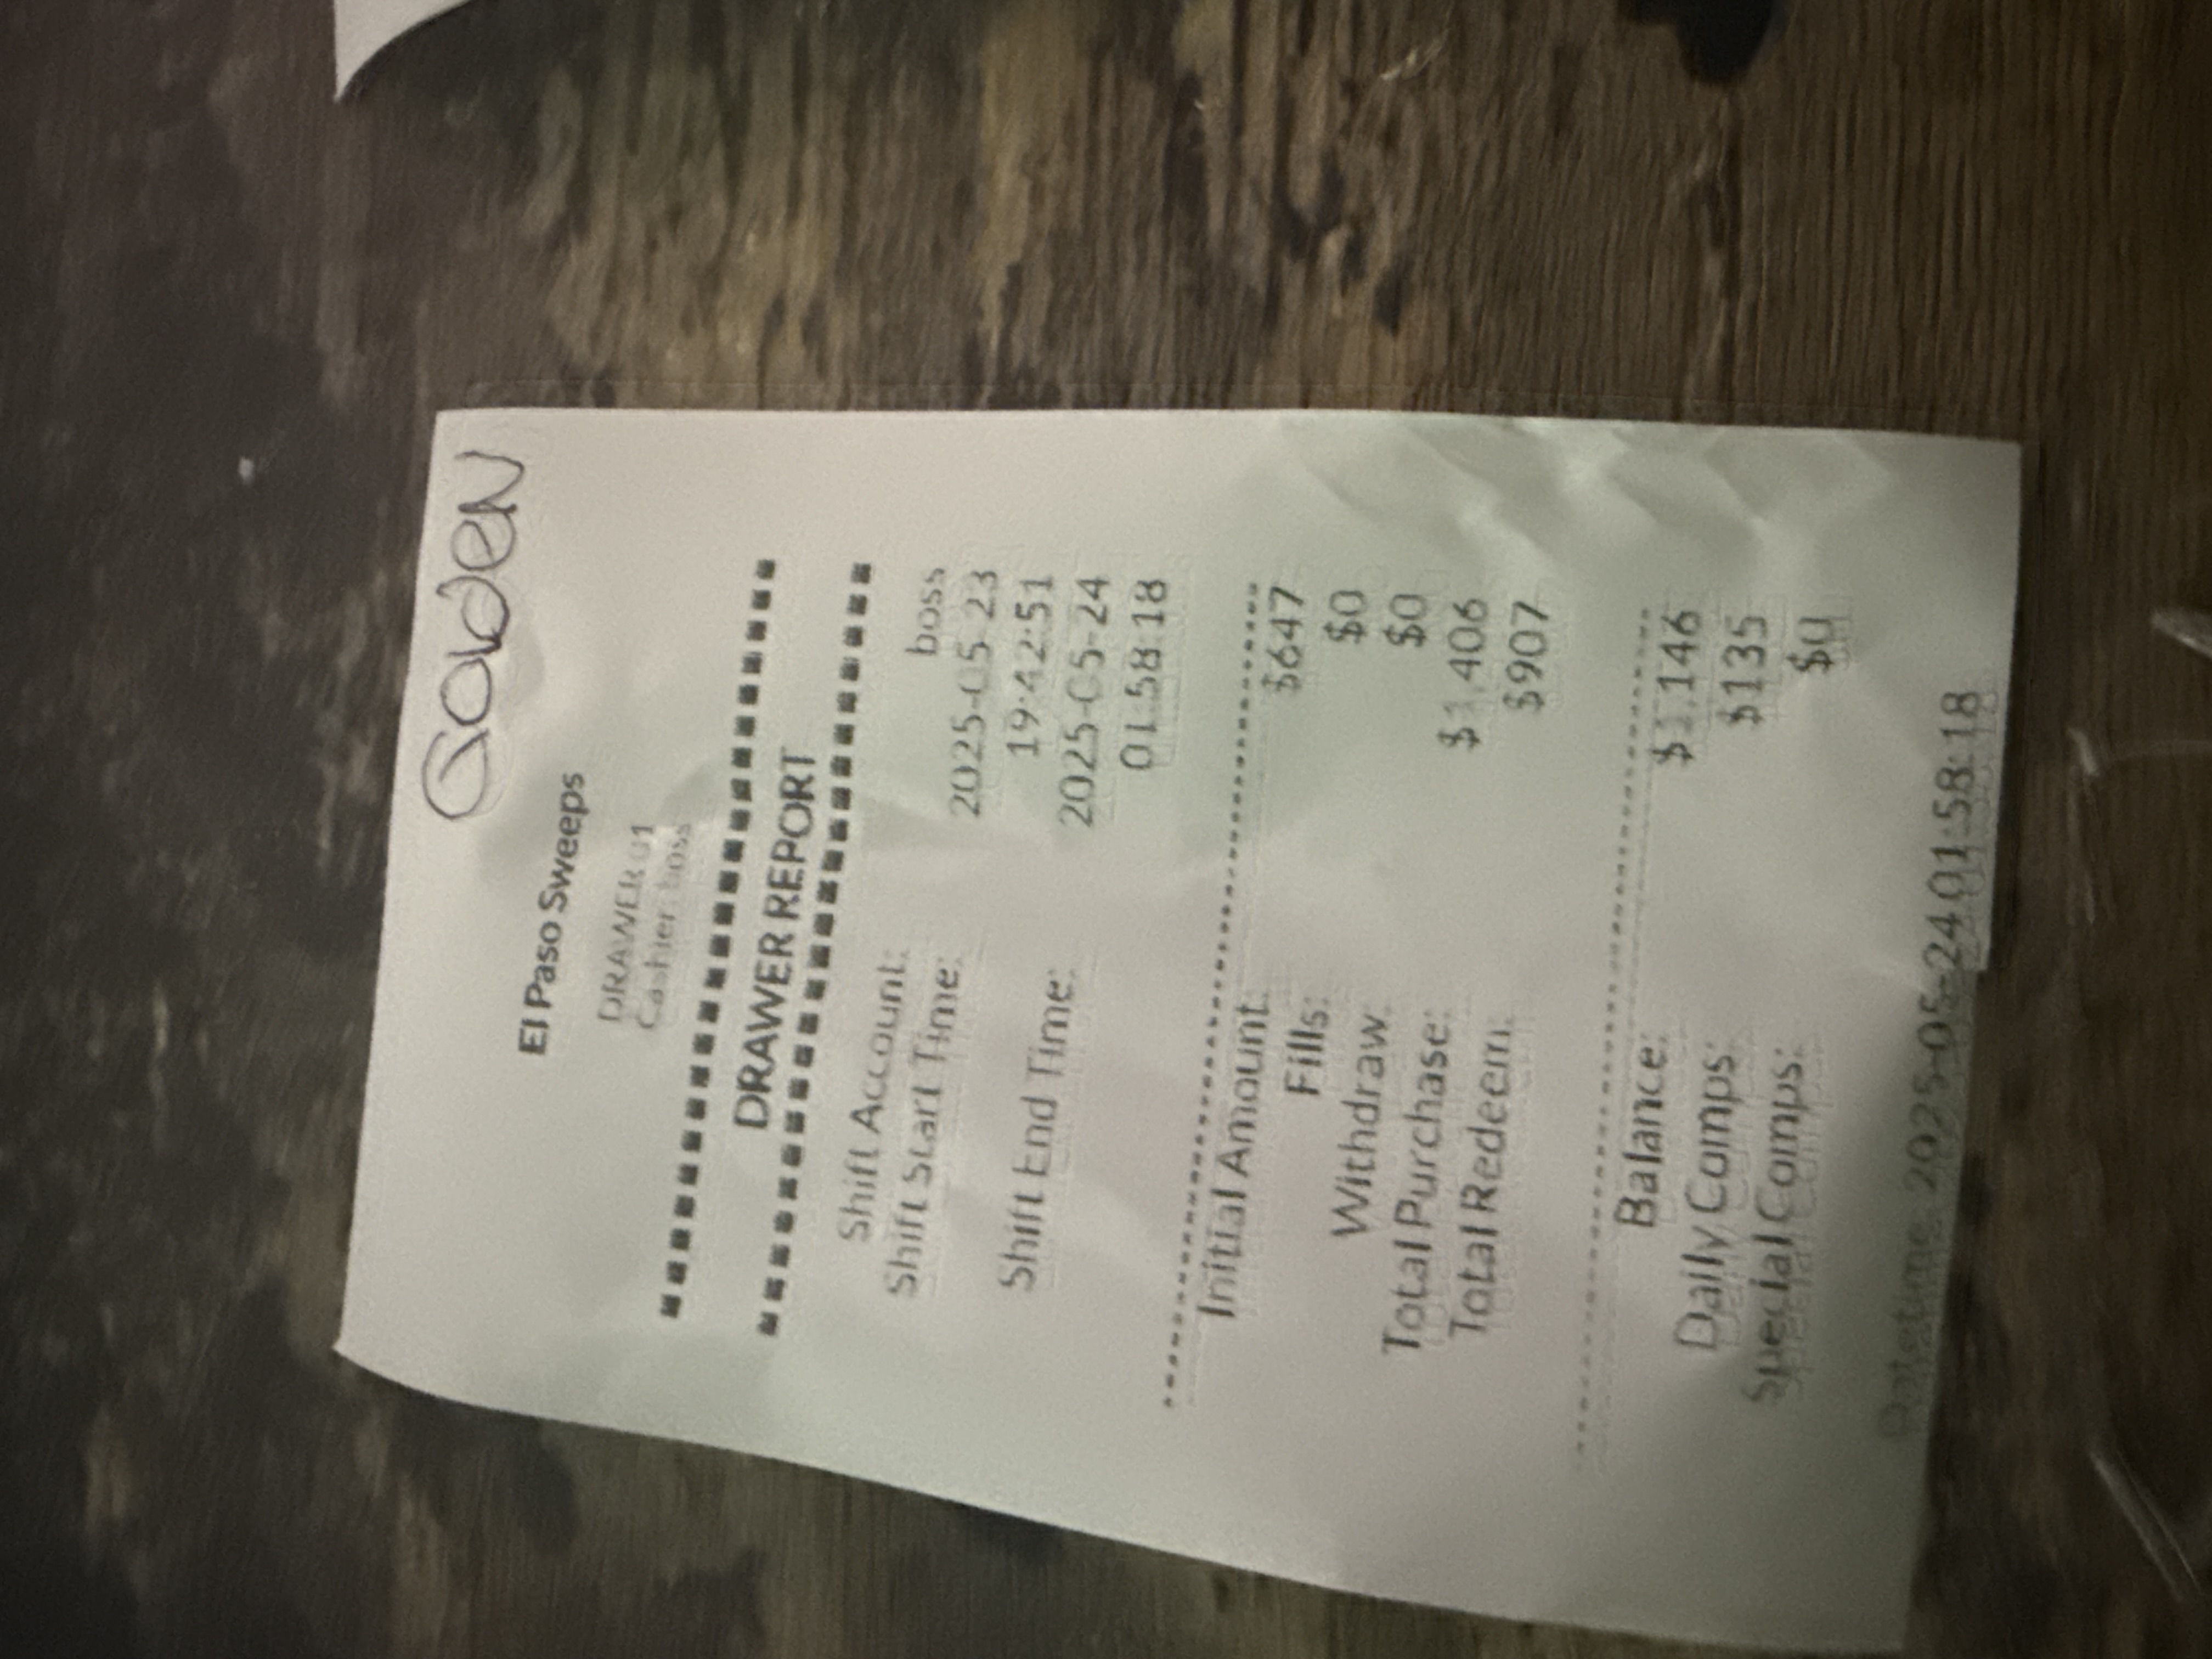 Golden
El Paso Sweeps
DRAWER 01
Cashier: boss
DRAWER REPORT
Shift Account: boss
Shift Start Time: 2025-05-23
19:42:51
Shift End Time: 2025-05-24
01:58:18
Initial Amount: $647
Fills: $0
Withdraw: $0
Total Purchase: $1,406
Total Redeem: $907
Balance: $1,146
Daily Comps: $135
Special Comps: $0
Datetime: 2025-05-24 01:58:18